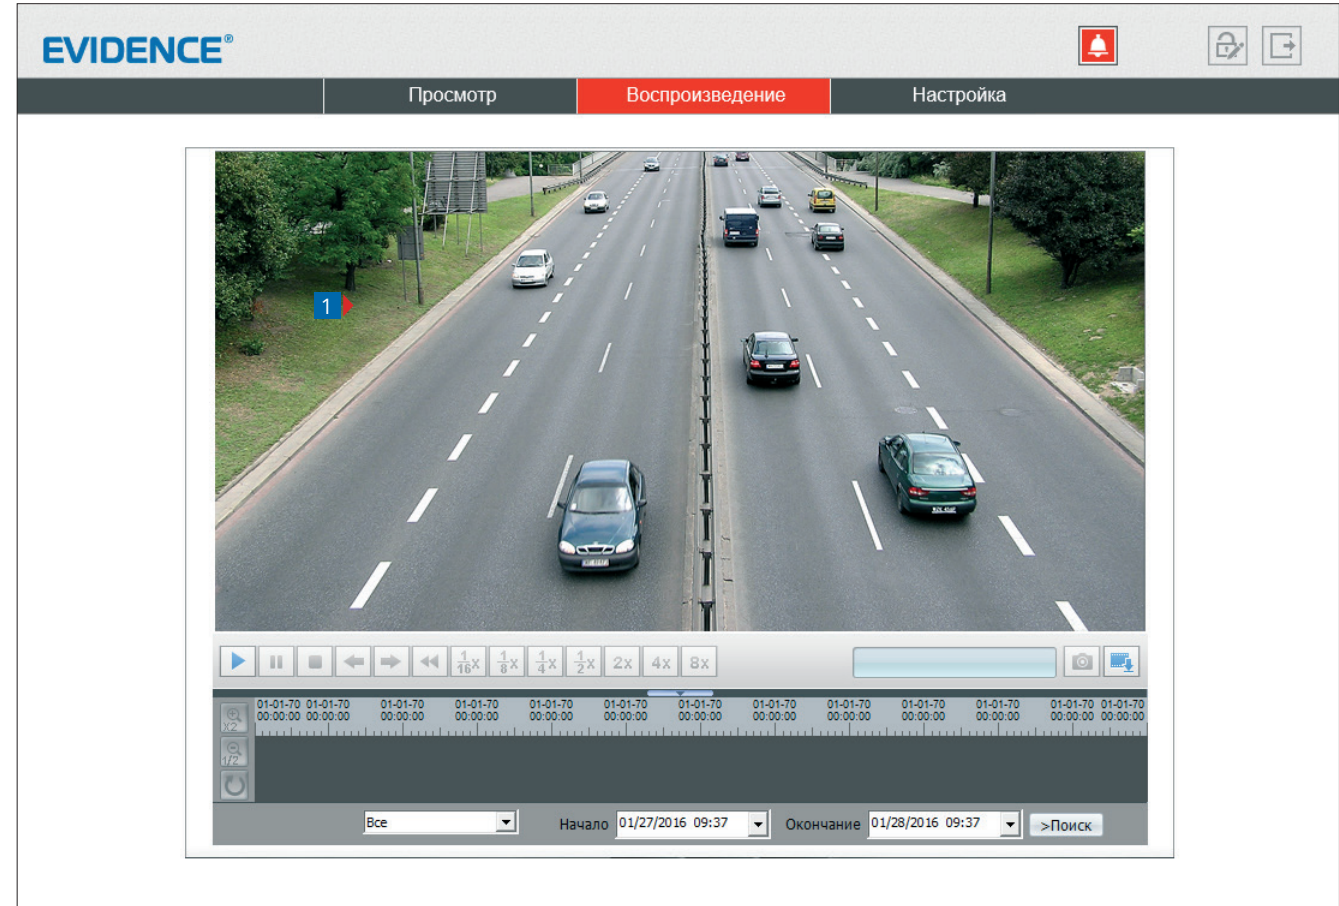 EVIDENCE®
Просмотр Воспроизведение Настройка
1
1/16x 1/8x 1/4x 1/2x 2x 4x 8x
01-01-70 01-01-70 01-01-70 01-01-70 01-01-70 01-01-70 01-01-70 01-01-70 01-01-70 01-01-70 01-01-70 01-01-70 01-01-70
00:00:00 00:00:00 00:00:00 00:00:00 00:00:00 00:00:00 00:00:00 00:00:00 00:00:00 00:00:00 00:00:00 00:00:00 00:00:00
X2
1/2
Все Начало 01/27/2016 09:37 Окончание 01/28/2016 09:37 >Поиск